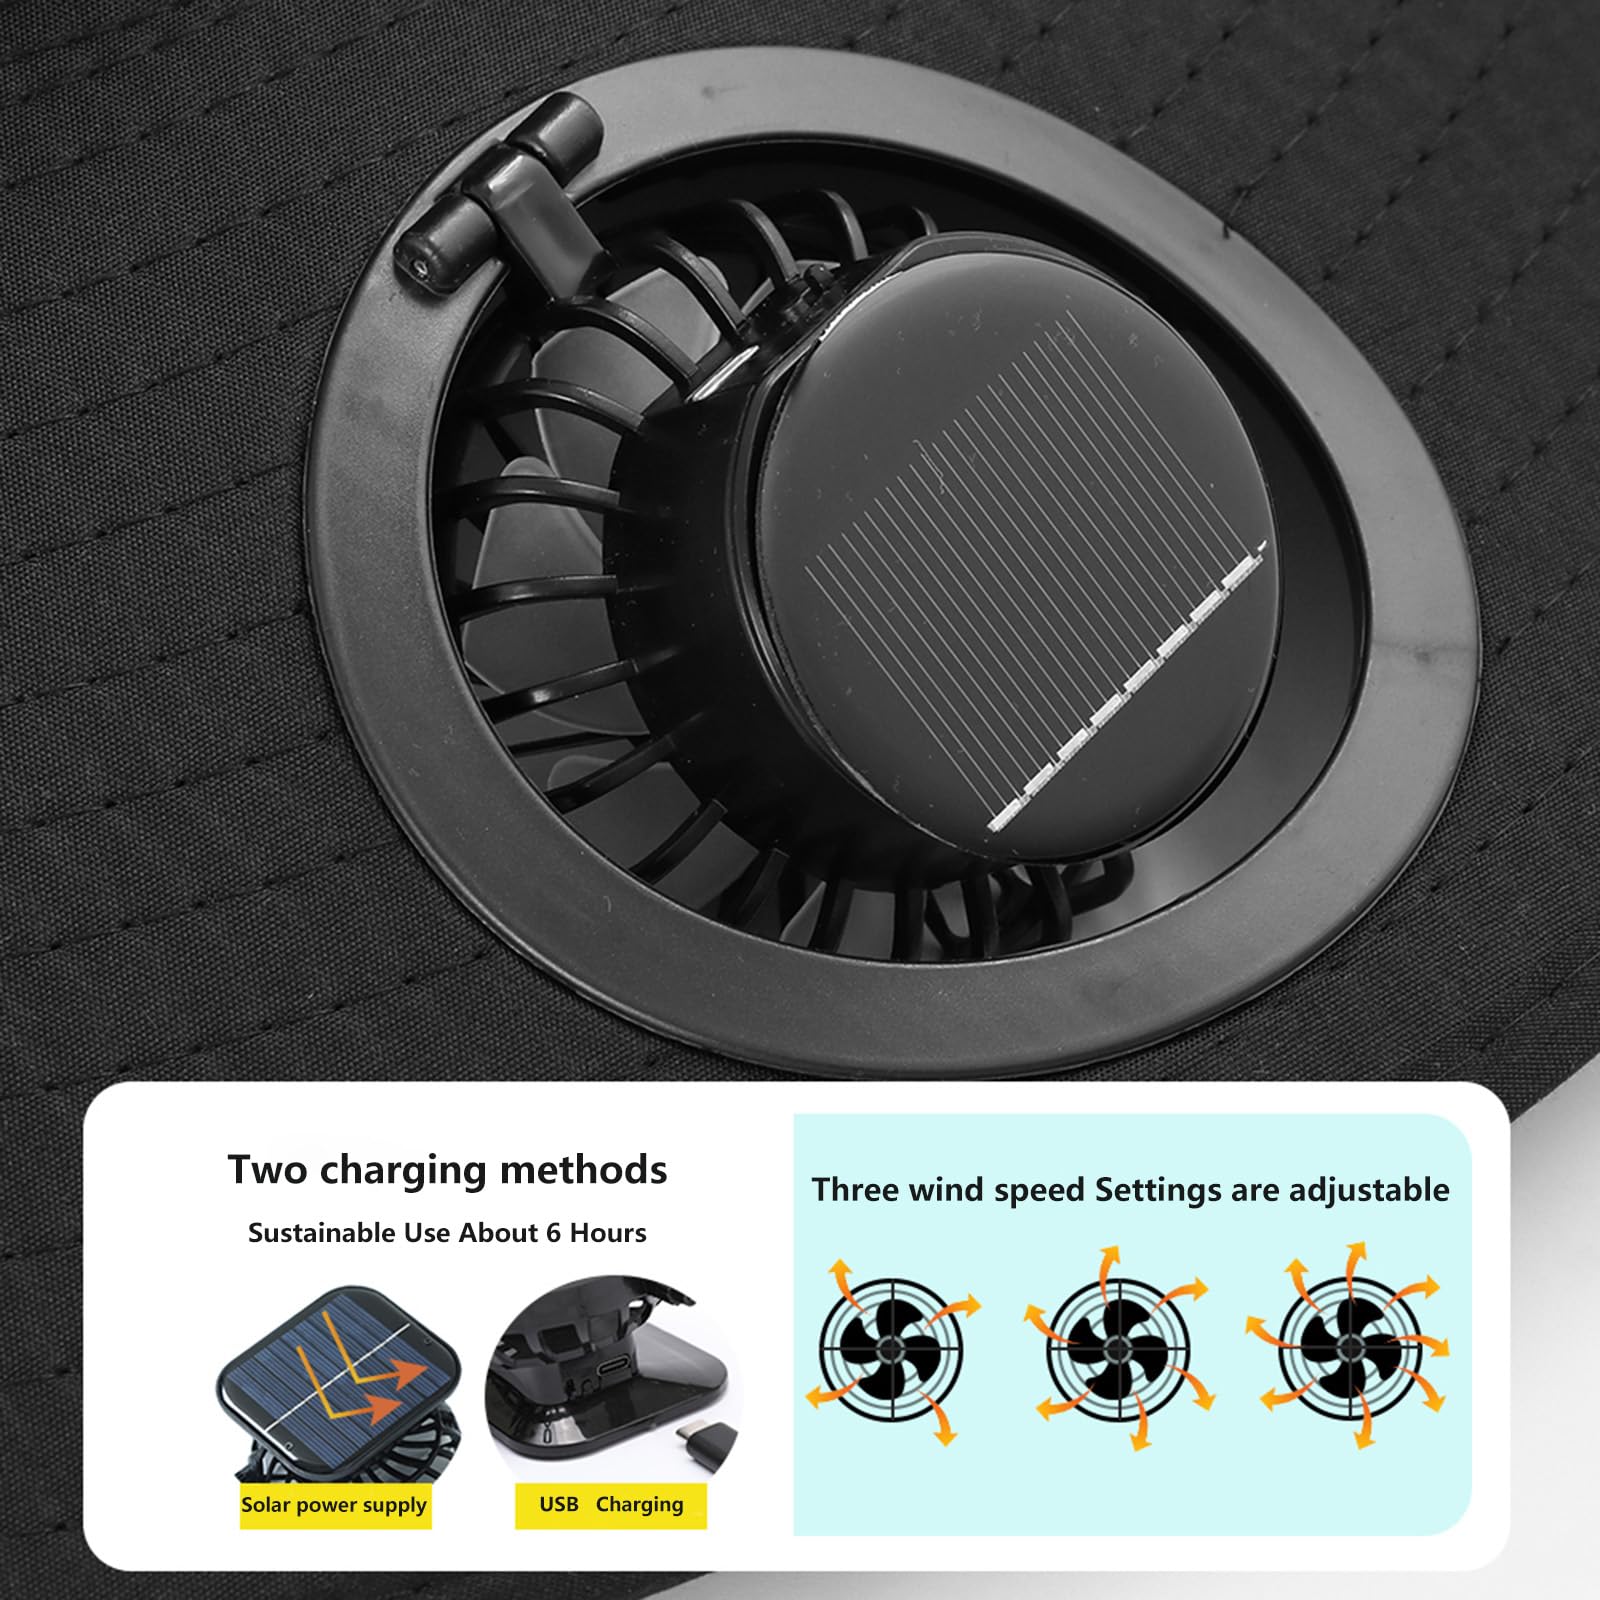 Two charging methods
Sustainable Use About 6 Hours
Solar power supply
USB Charging
Three wind speed Settings are adjustable